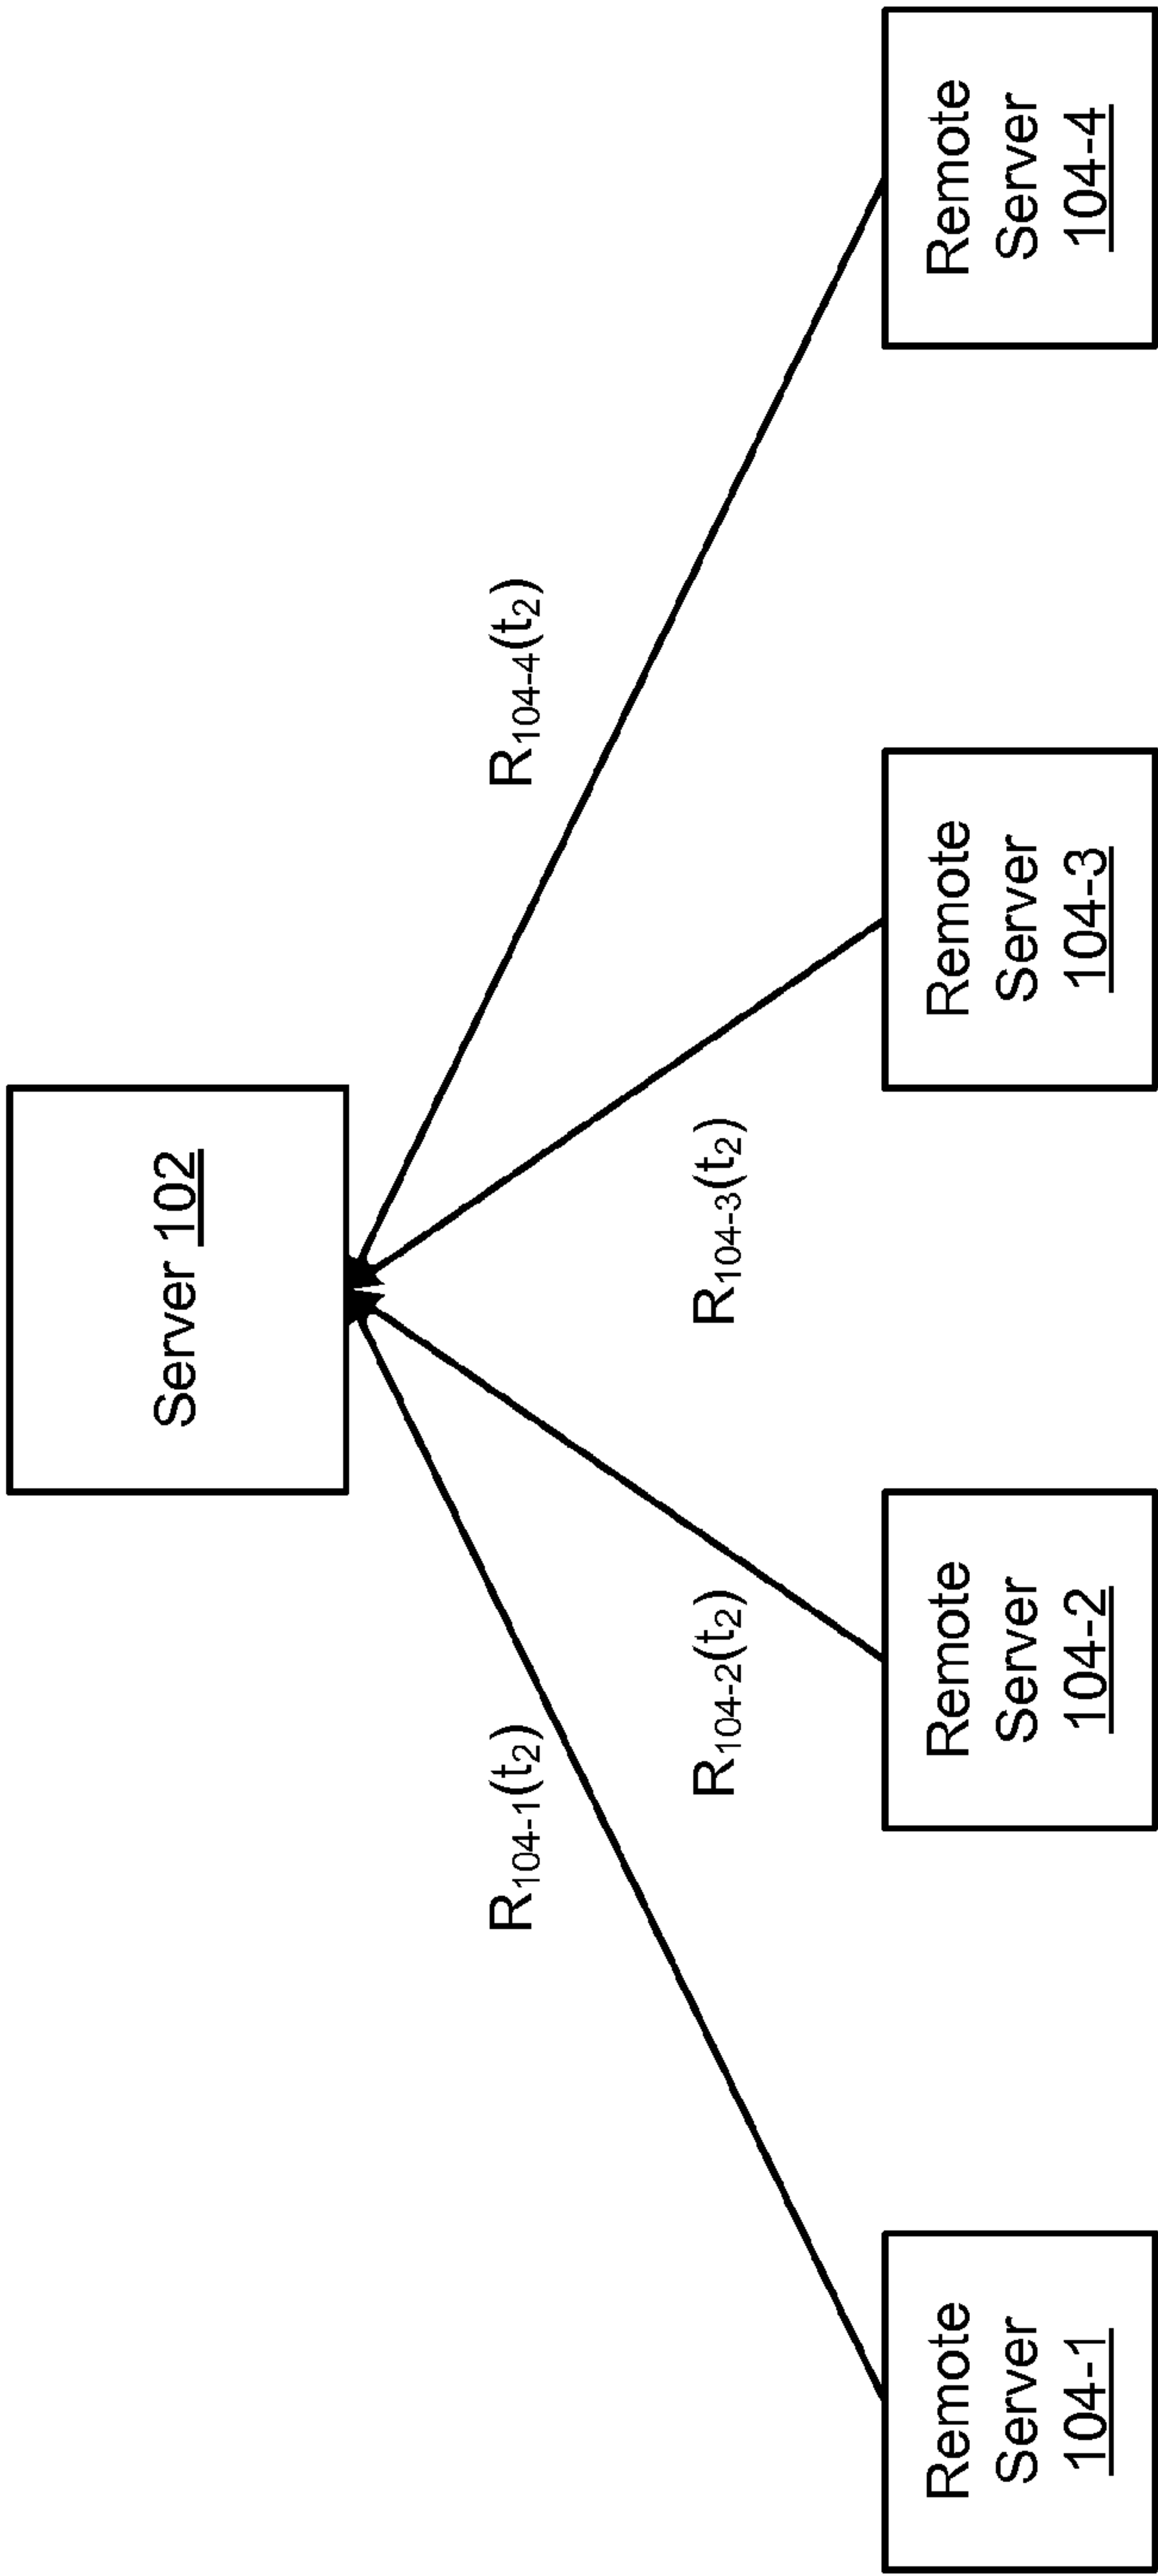 Server 102
R104-1(t2)
R104-4(t2)
R104-2(t2)
R104-3(t2)
Remote
Server
104-1
Remote
Server
104-2
Remote
Server
104-3
Remote
Server
104-4